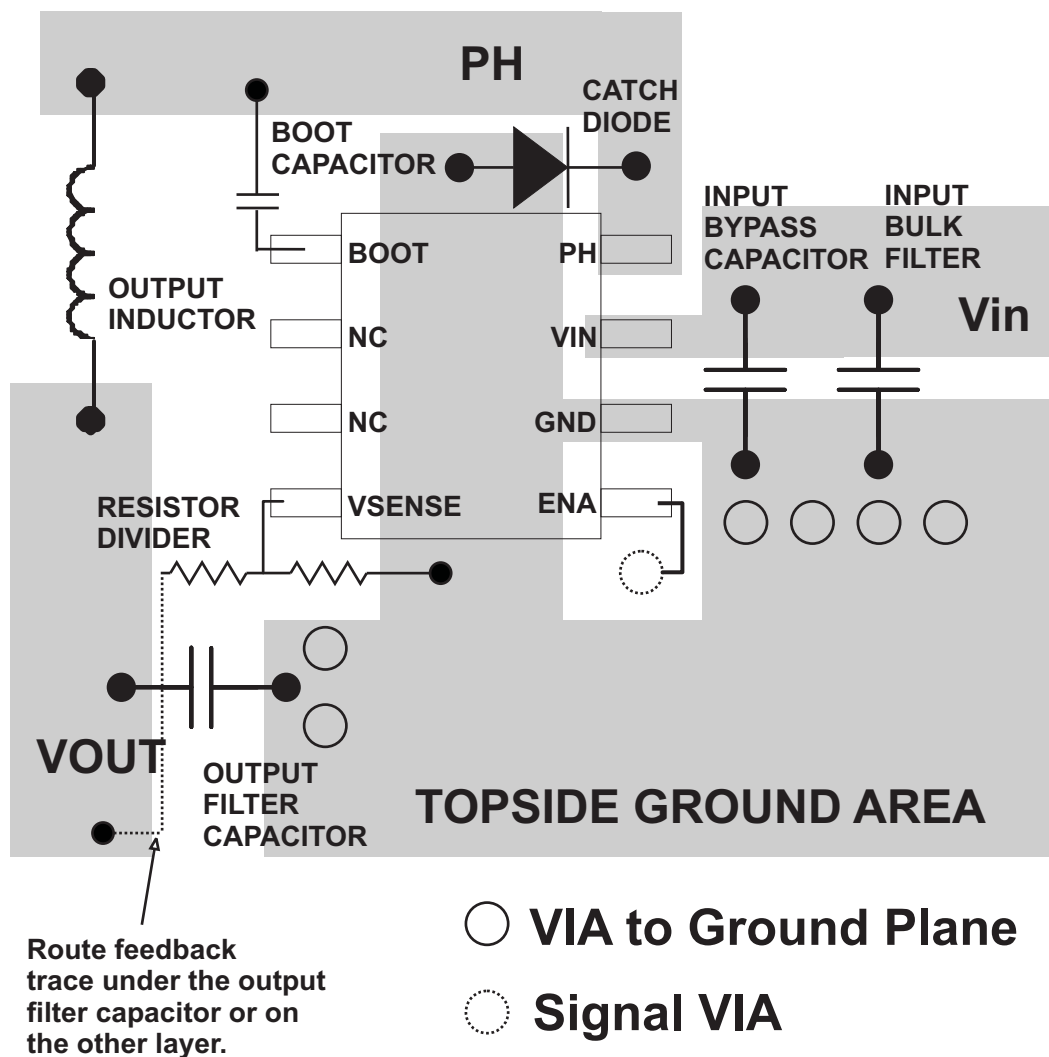 PH
CATCH
DIODE
BOOT
CAPACITOR
INPUT
BYPASS
CAPACITOR
INPUT
BULK
FILTER
Vin
OUTPUT
INDUCTOR
BOOT
PH
NC
VIN
NC
GND
VSENSE
ENA
RESISTOR
DIVIDER
VOUT
OUTPUT
FILTER
CAPACITOR
TOPSIDE GROUND AREA
Route feedback
trace under the output
filter capacitor or on
the other layer.
VIA to Ground Plane
Signal VIA